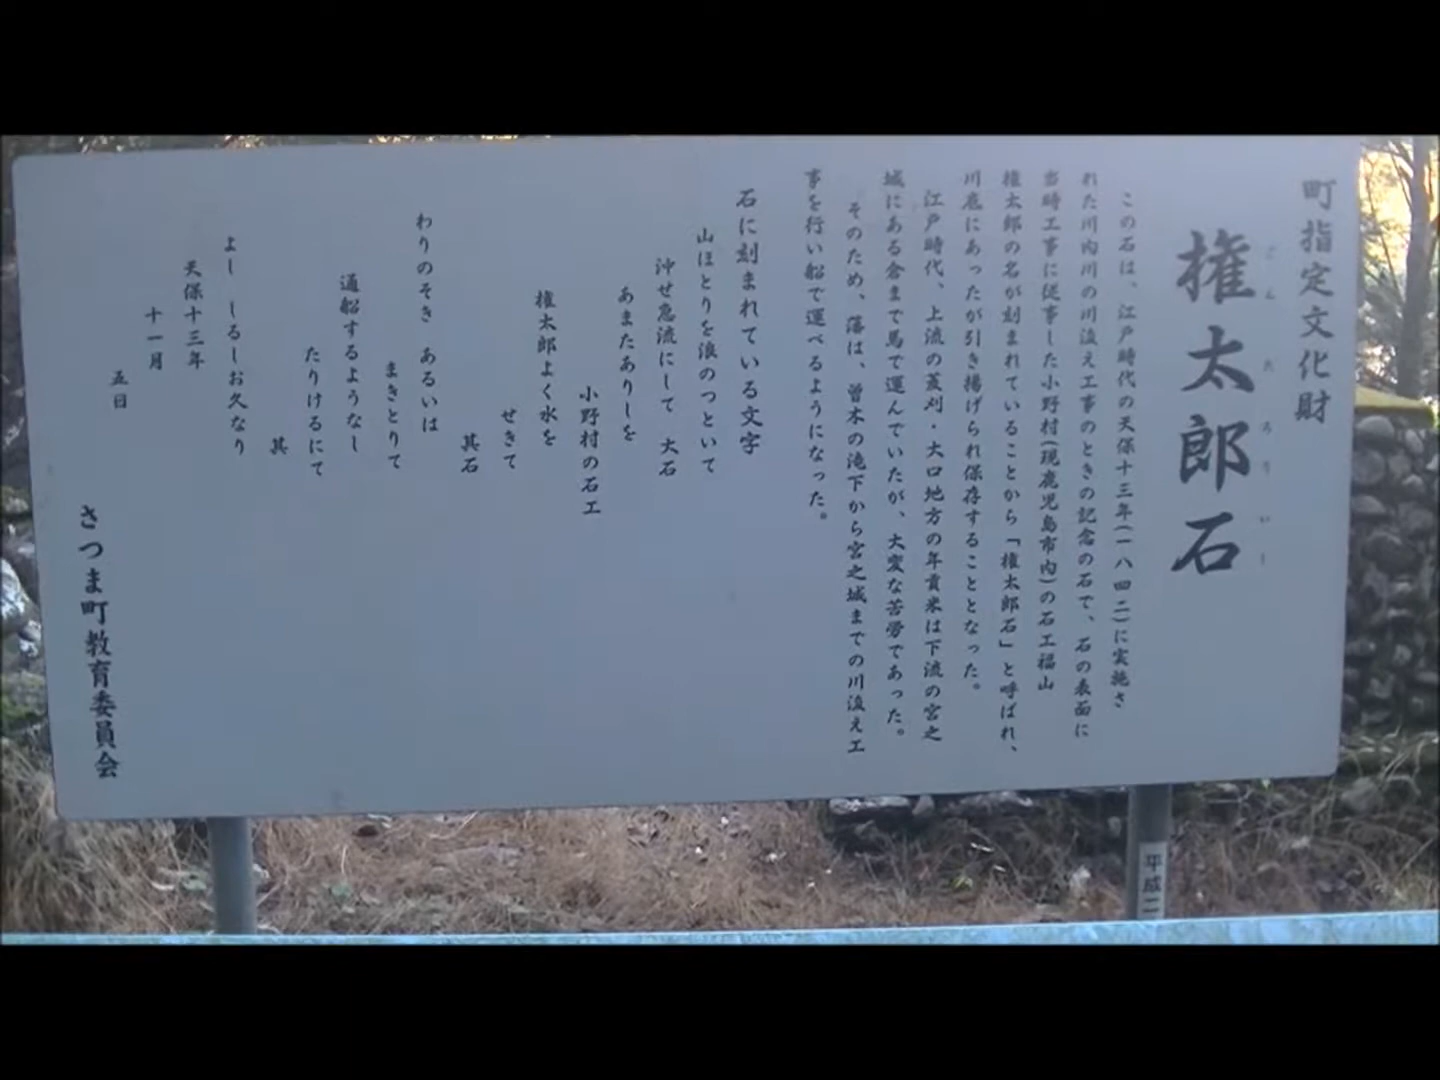 町指定文化財
ごんたろういし
権太郎石
この石は、江戸時代の天保十三年(一八四二)に実施さ
れた川内川の川浚え工事のときの記念の石で、石の表面に
当時工事に従事した小野村(現鹿児島市内)の石工福山
権太郎の名が刻まれていることから「権太郎石」と呼ばれ、
川底にあったが引き揚げられ保存することとなった。
江戸時代、上流の菱刈・大口地方の年貢米は下流の宮之
城にある倉まで馬で運んでいたが、大変な苦労であった。
そのため、藩は、曽木の滝下から宮之城までの川浚え工
事を行い船で運べるようになった。
石に刻まれている文字
山ほとりを浪のつといて
沖せ急流にして 大石
あまたありしを
小野村の石工
権太郎よく水を
せきて
其石
わりのぞき あるいは
まきとりて
通船するようなし
たりけるにて
其
よし しるしお久なり
天保十三年
十一月
五日
さつま町教育委員会
平成二